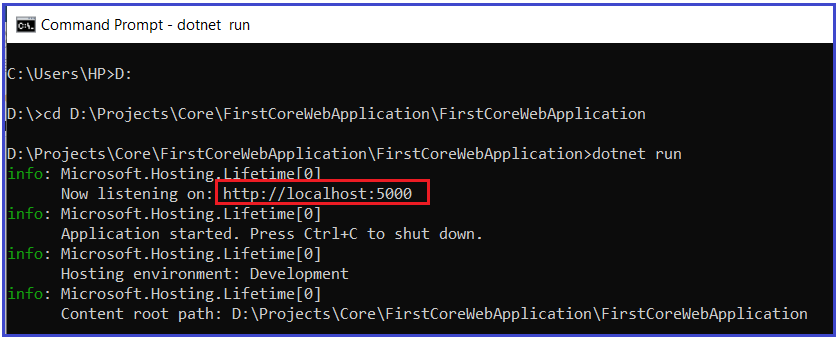 Command Prompt - dotnet run
C:\Users\HP>D:
D:\>cd D:\Projects\Core\FirstCoreWebApplication\FirstCoreWebApplication
D:\Projects\Core\FirstCoreWebApplication\FirstCoreWebApplication>dotnet run
info: Microsoft.Hosting.Lifetime[0]
Now listening on: http://localhost:5000
info: Microsoft.Hosting.Lifetime[0]
Application started. Press Ctrl+C to shut down.
info: Microsoft.Hosting.Lifetime[0]
Hosting environment: Development
info: Microsoft.Hosting.Lifetime[0]
Content root path: D:\Projects\Core\FirstCoreWebApplication\FirstCoreWebApplication